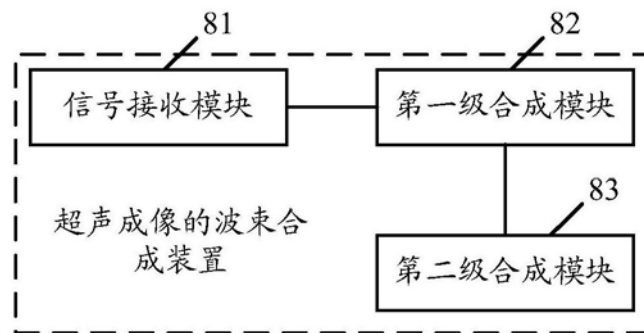 81
82
信号接收模块
第一级合成模块
83
超声成像的波束合
成装置
第二级合成模块